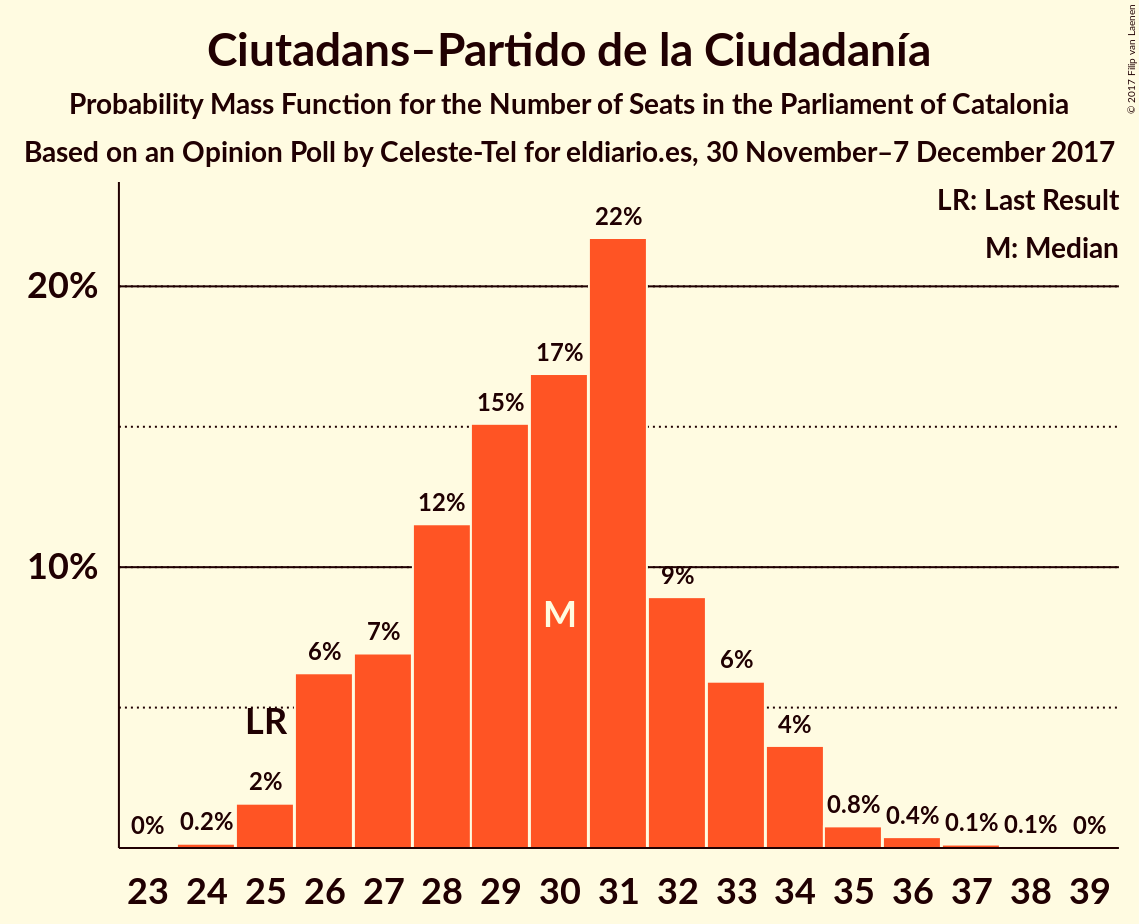 Ciutadans–Partido de la Ciudadanía
Probability Mass Function for the Number of Seats in the Parliament of Catalonia
Based on an Opinion Poll by Celeste-Tel for eldiario.es, 30 November–7 December 2017
© 2017 Filip van Laenen
LR: Last Result
M: Median
20%
10%
0%
0.2%
2%
LR
6%
7%
12%
15%
17%
M
22%
9%
6%
4%
0.8%
0.4%
0.1%
0.1%
0%
23 24 25 26 27 28 29 30 31 32 33 34 35 36 37 38 39